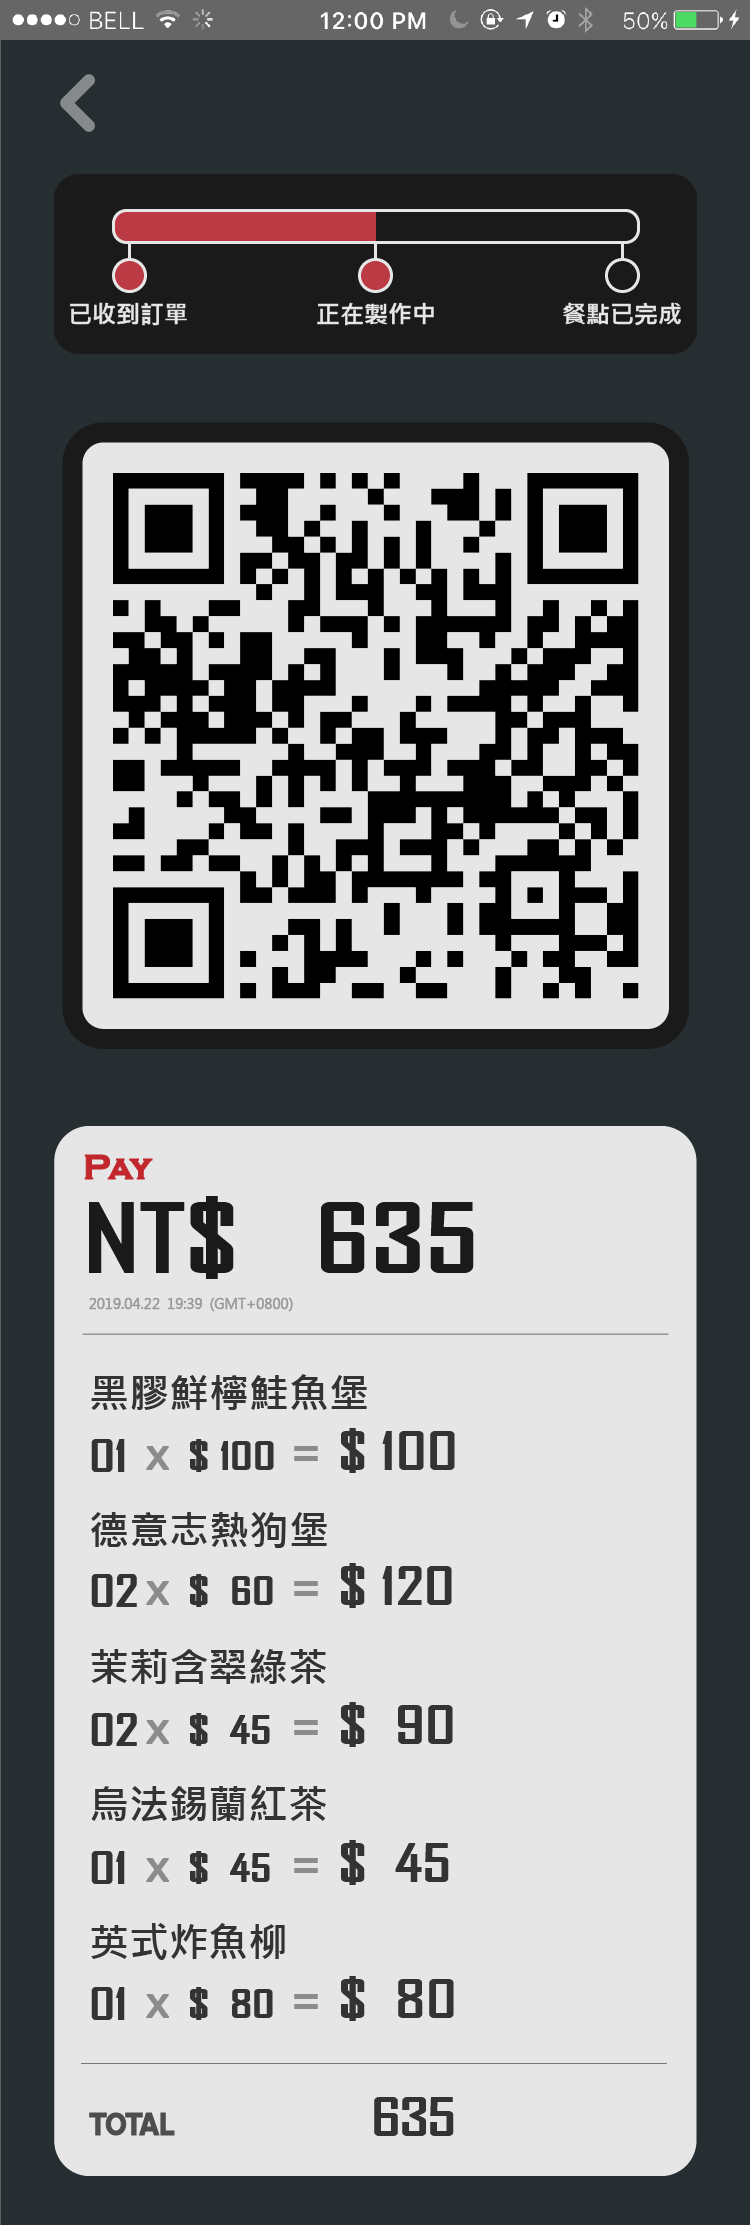 BELL 12:00 PM 50%
已收到訂單 正在製作中 餐點已完成
PAY
NT$ 635
2019.04.22 19:39 (GMT+0800)
黑膠鮮檸鮭魚堡
01 x $ 100 = $ 100
德意志熱狗堡
02 x $ 60 = $ 120
茉莉含翠綠茶
02 x $ 45 = $ 90
烏法錫蘭紅茶
01 x $ 45 = $ 45
英式炸魚柳
01 x $ 80 = $ 80
TOTAL 635